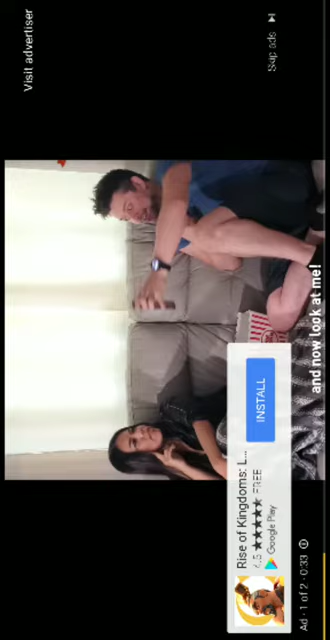 Visit advertiser
Skip ads
and now look at me!
Rise of Kingdoms: L...
4.5 ★★★★★ FREE
Google Play
INSTALL
Ad · 1 of 2 · 0:33